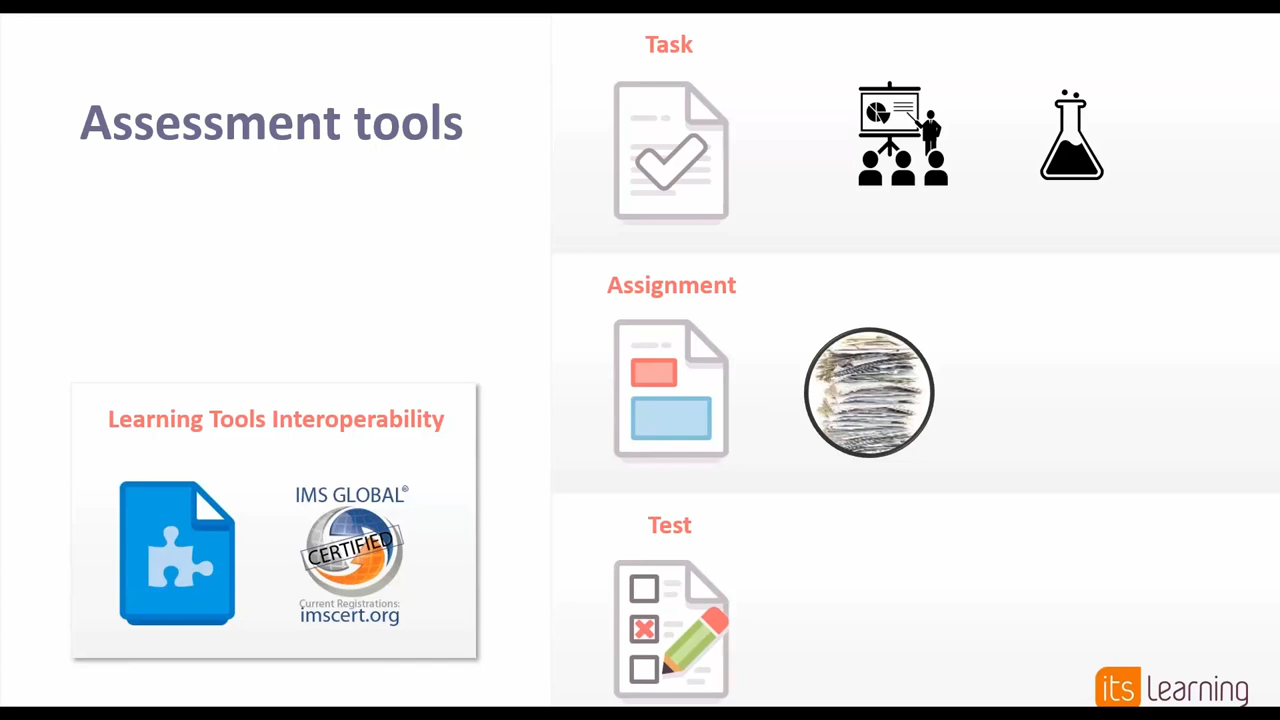 Assessment tools
Learning Tools Interoperability
IMS GLOBAL®
CERTIFIED
Current Registrations:
imscert.org
Task
Assignment
Test
its learning